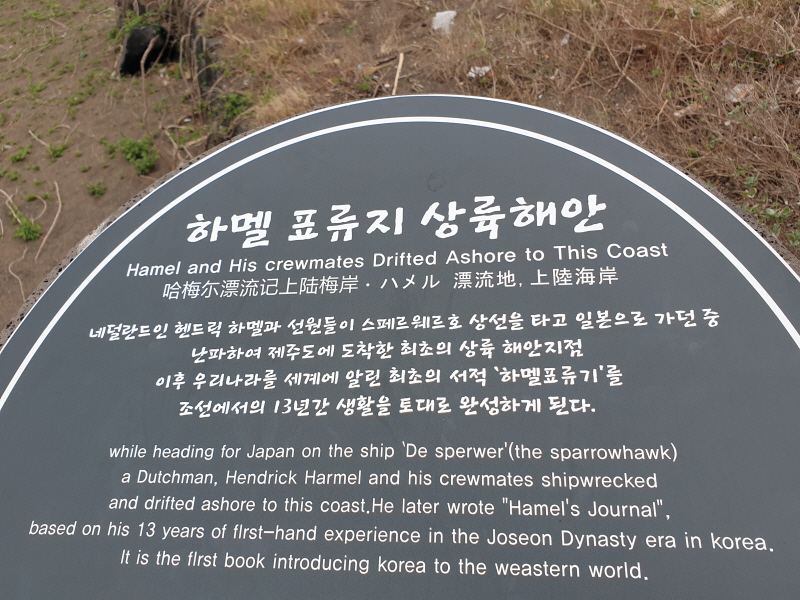 하멜 표류지 상륙해안
Hamel and His crewmates Drifted Ashore to This Coast
哈梅尔漂流记上陆梅岸 · ハメル 漂流地, 上陸海岸
네덜란드인 헨드릭 하멜과 선원들이 스페르웨르호 상선을 타고 일본으로 가던 중
난파하여 제주도에 도착한 최초의 상륙 해안지점
이후 우리나라를 세계에 알린 최초의 서적 '하멜표류기'를
조선에서의 13년간 생활을 토대로 완성하게 된다.
while heading for Japan on the ship 'De sperwer'(the sparrowhawk)
a Dutchman, Hendrick Harmel and his crewmates shipwrecked
and drifted ashore to this coast.He later wrote "Hamel's Journal",
based on his 13 years of fIrst-hand experience in the Joseon Dynasty era in korea.
It is the fIrst book introducing korea to the weastern world.